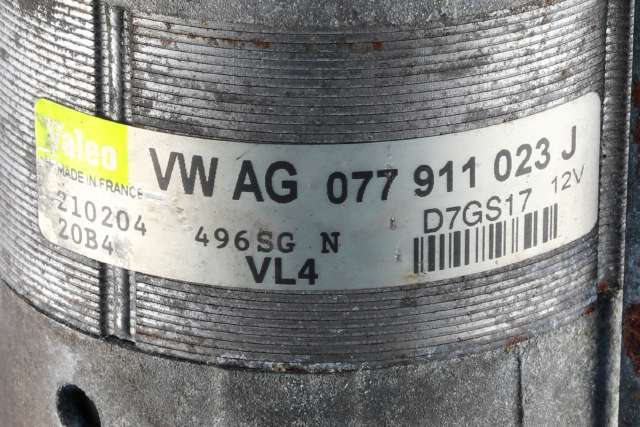 Valeo
MADE IN FRANCE
VW AG 077 911 023 J
210204
20B4
496SG N
VL4
D7GS17 12V